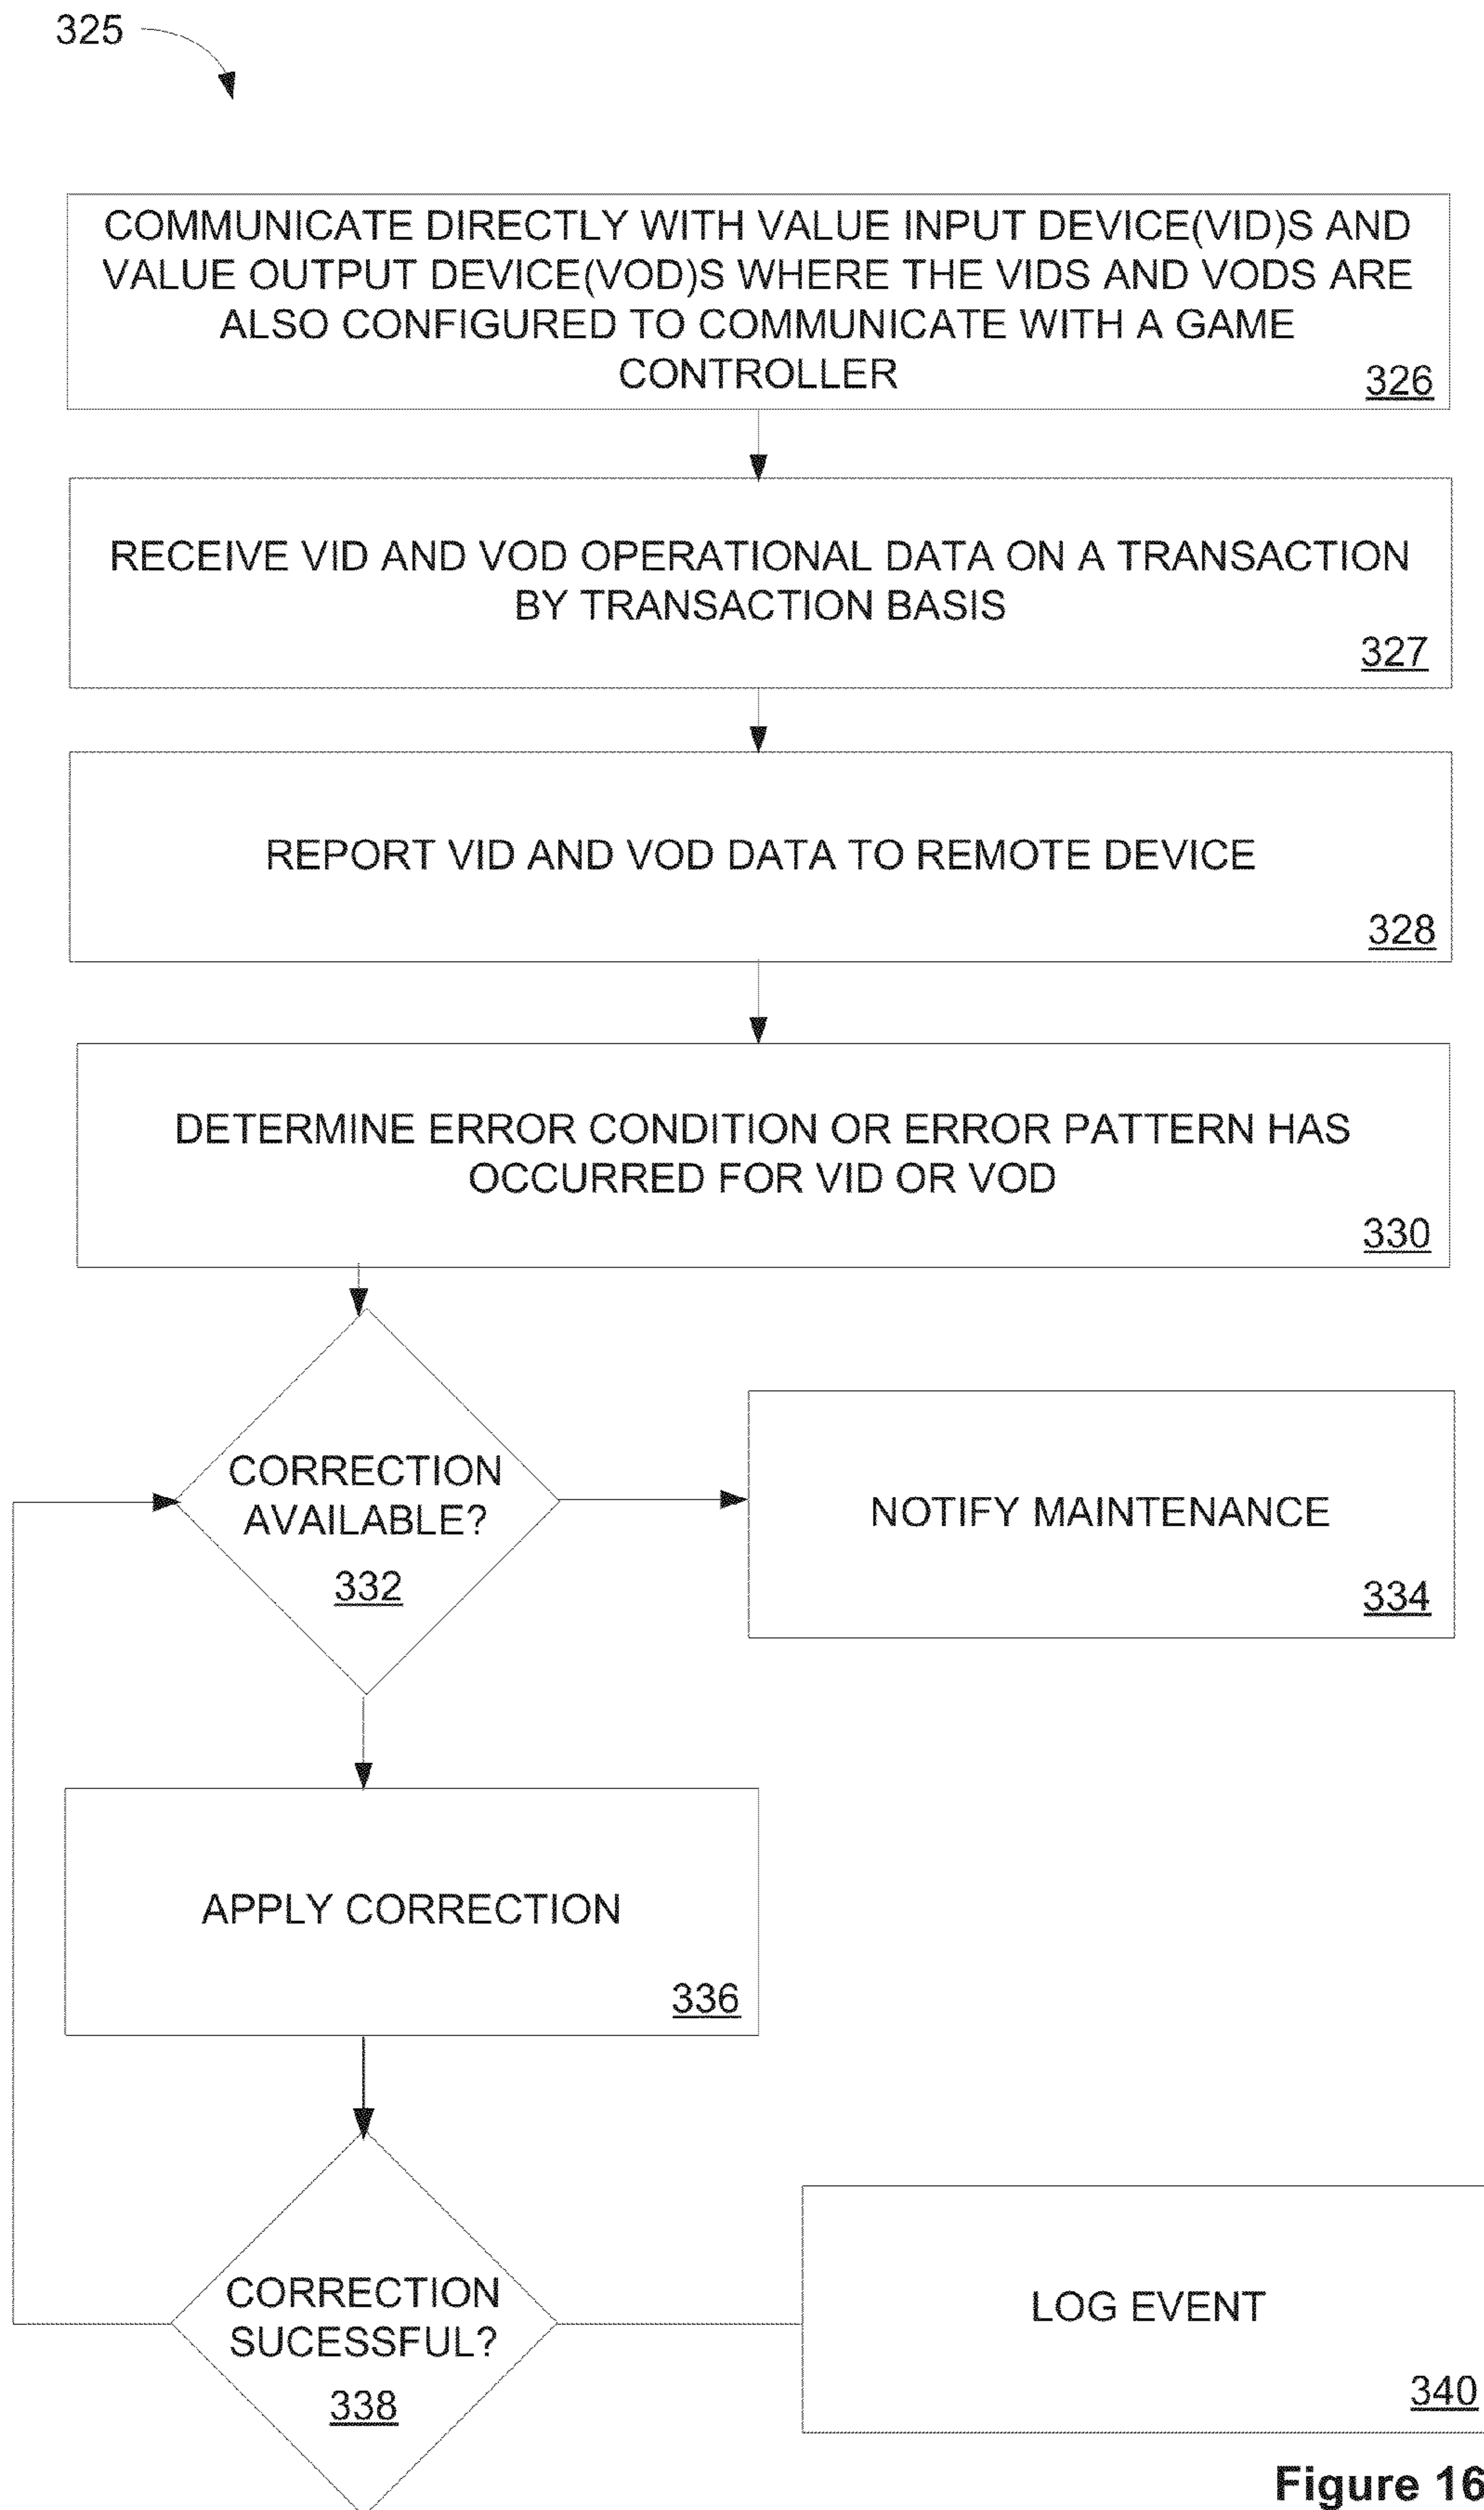 325
COMMUNICATE DIRECTLY WITH VALUE INPUT DEVICE(VID)S AND
VALUE OUTPUT DEVICE(VOD)S WHERE THE VIDS AND VODS ARE
ALSO CONFIGURED TO COMMUNICATE WITH A GAME
CONTROLLER
326
RECEIVE VID AND VOD OPERATIONAL DATA ON A TRANSACTION
BY TRANSACTION BASIS
327
REPORT VID AND VOD DATA TO REMOTE DEVICE
328
DETERMINE ERROR CONDITION OR ERROR PATTERN HAS
OCCURRED FOR VID OR VOD
330
CORRECTION
AVAILABLE?
332
NOTIFY MAINTENANCE
334
APPLY CORRECTION
336
CORRECTION
SUCESSFUL?
338
LOG EVENT
340
Figure 16